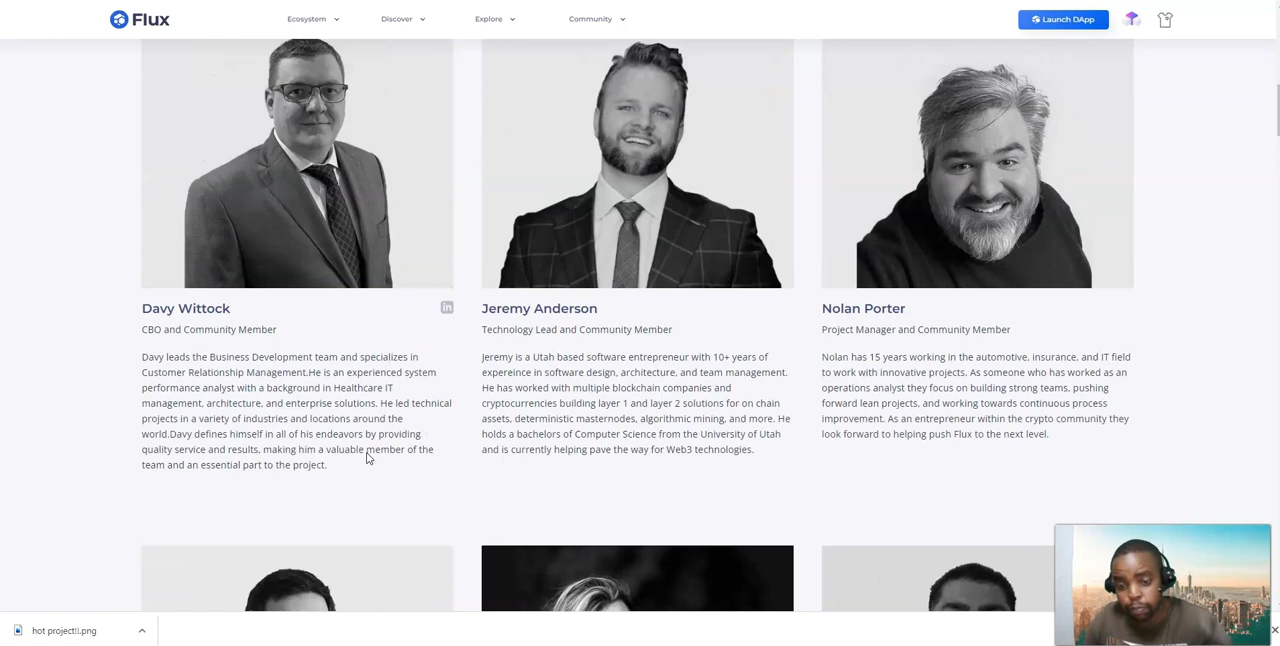 Flux
Ecosystem
Discover
Explore
Community
Launch DApp
Davy Wittock
in
CBO and Community Member
Davy leads the Business Development team and specializes in
Customer Relationship Management.He is an experienced system
performance analyst with a background in Healthcare IT
management, architecture, and enterprise solutions. He led technical
projects in a variety of industries and locations around the
world.Davy defines himself in all of his endeavors by providing
quality service and results, making him a valuable member of the
team and an essential part to the project.
Jeremy Anderson
Technology Lead and Community Member
Jeremy is a Utah based software entrepreneur with 10+ years of
expereince in software design, architecture, and team management.
He has worked with multiple blockchain companies and
cryptocurrencies building layer 1 and layer 2 solutions for on chain
assets, deterministic masternodes, algorithmic mining, and more. He
holds a bachelors of Computer Science from the University of Utah
and is currently helping pave the way for Web3 technologies.
Nolan Porter
Project Manager and Community Member
Nolan has 15 years working in the automotive, insurance, and IT field
to work with innovative projects. As someone who has worked as an
operations analyst they focus on building strong teams, pushing
forward lean projects, and working towards continuous process
improvement. As an entrepreneur within the crypto community they
look forward to helping push Flux to the next level.
hot project!!.png